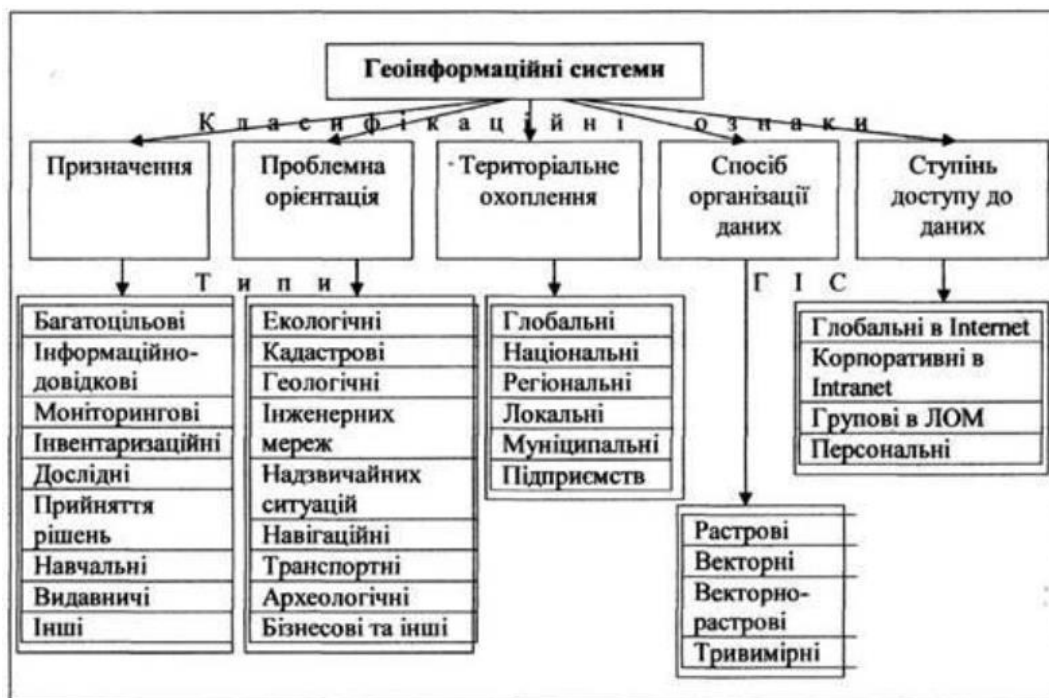 Геоінформаційні системи
Класифікаційні ознаки
Призначення
Проблемна
орієнтація
Територіальне
охоплення
Спосіб
організації
даних
Ступінь
доступу до
даних
Типи ГІС
Багатоцільові
Інформаційно-
довідкові
Моніторингові
Інвентаризаційні
Дослідні
Прийняття
рішень
Навчальні
Видавничі
Інші
Екологічні
Кадастрові
Геологічні
Інженерних
мереж
Надзвичайних
ситуацій
Навігаційні
Транспортні
Археологічні
Бізнесові та інші
Глобальні
Національні
Регіональні
Локальні
Муніципальні
Підприємств
Растрові
Векторні
Векторно-
растрові
Тривимірні
Глобальні в Internet
Корпоративні в
Intranet
Групові в ЛОМ
Персональні